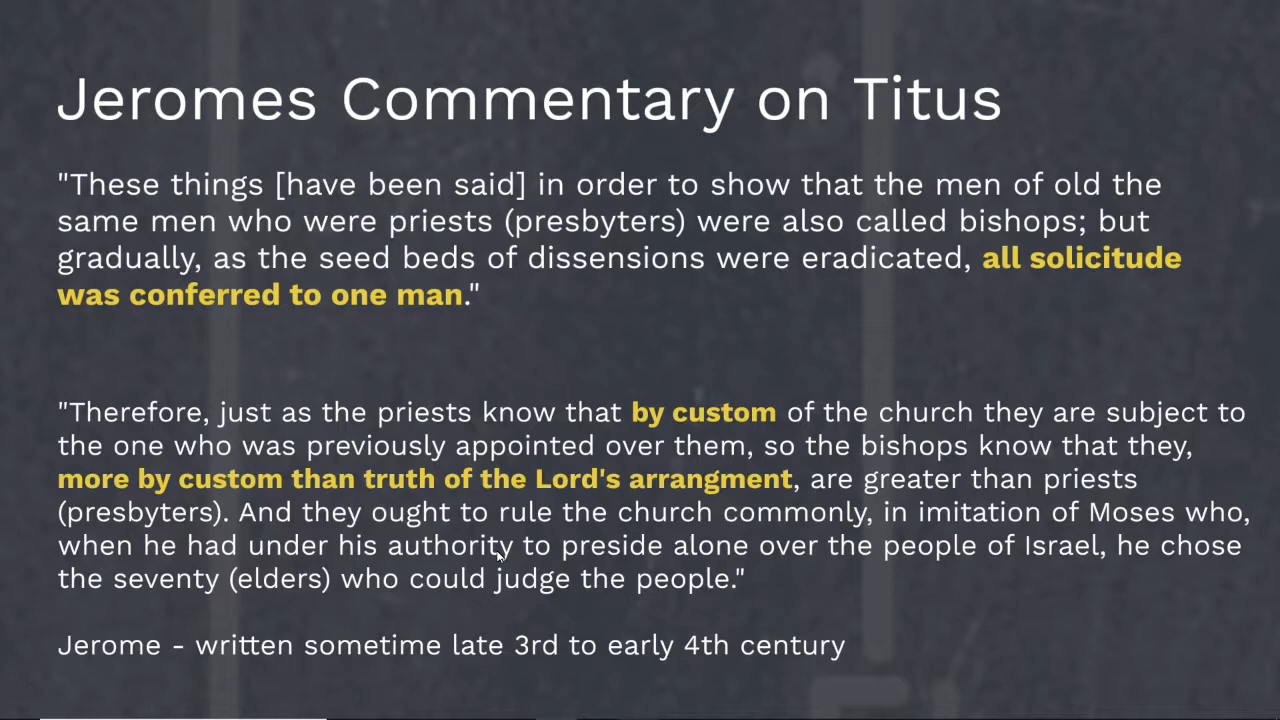 Jeromes Commentary on Titus
"These things [have been said] in order to show that the men of old the
same men who were priests (presbyters) were also called bishops; but
gradually, as the seed beds of dissensions were eradicated, all solicitude
was conferred to one man."
"Therefore, just as the priests know that by custom of the church they are subject to
the one who was previously appointed over them, so the bishops know that they,
more by custom than truth of the Lord's arrangment, are greater than priests
(presbyters). And they ought to rule the church commonly, in imitation of Moses who,
when he had under his authority to preside alone over the people of Israel, he chose
the seventy (elders) who could judge the people."
Jerome - written sometime late 3rd to early 4th century